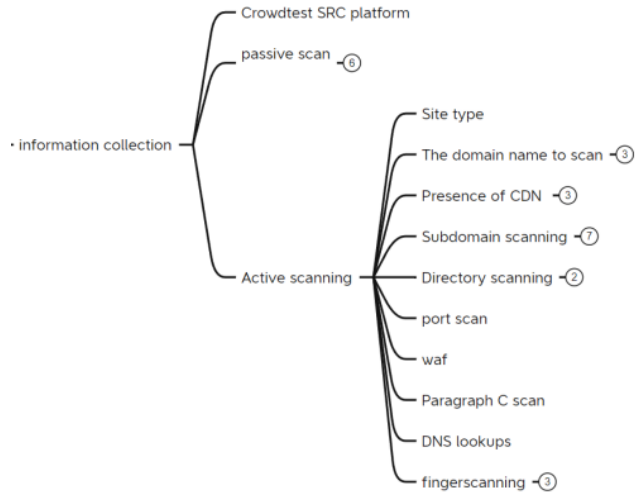 Crowdtest SRC platform
passive scan 6
information collection
Site type
The domain name to scan 3
Presence of CDN 3
Subdomain scanning 7
Active scanning
Directory scanning 2
port scan
waf
Paragraph C scan
DNS lookups
fingerscanning 3